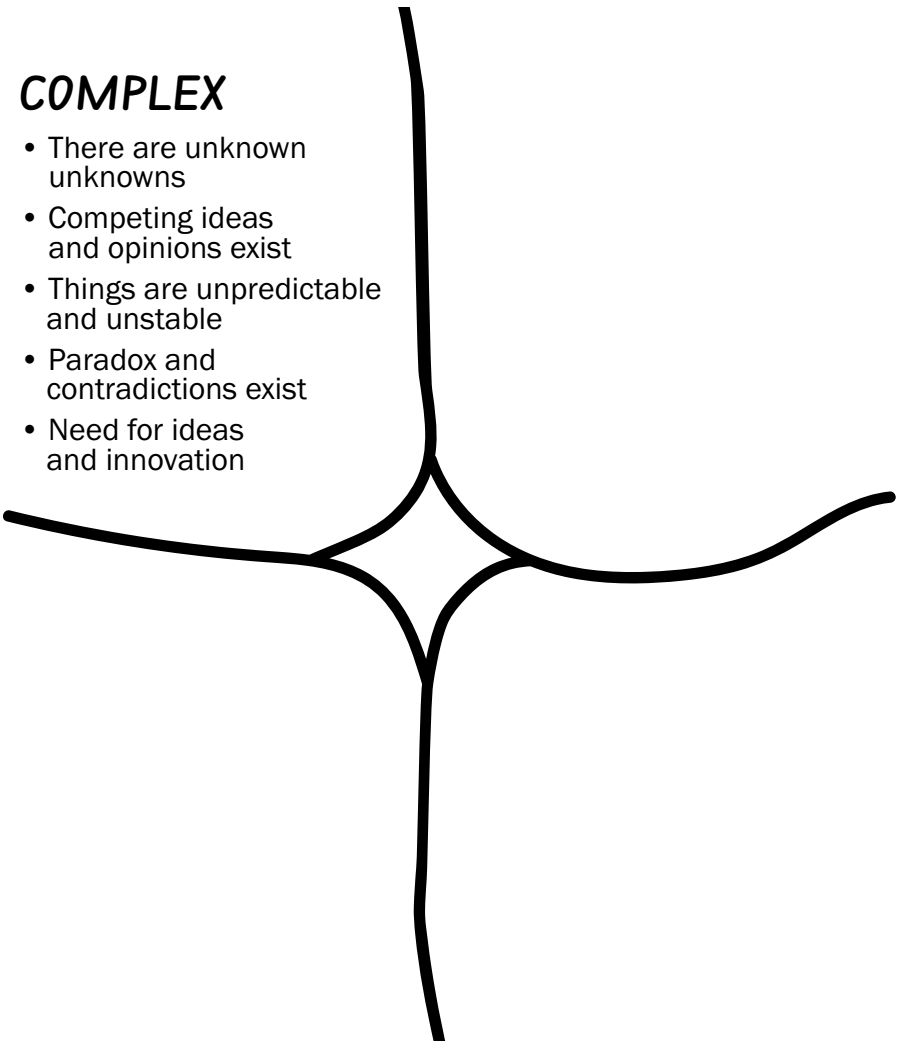 COMPLEX
• There are unknown
unknowns
• Competing ideas
and opinions exist
• Things are unpredictable
and unstable
• Paradox and
contradictions exist
• Need for ideas
and innovation